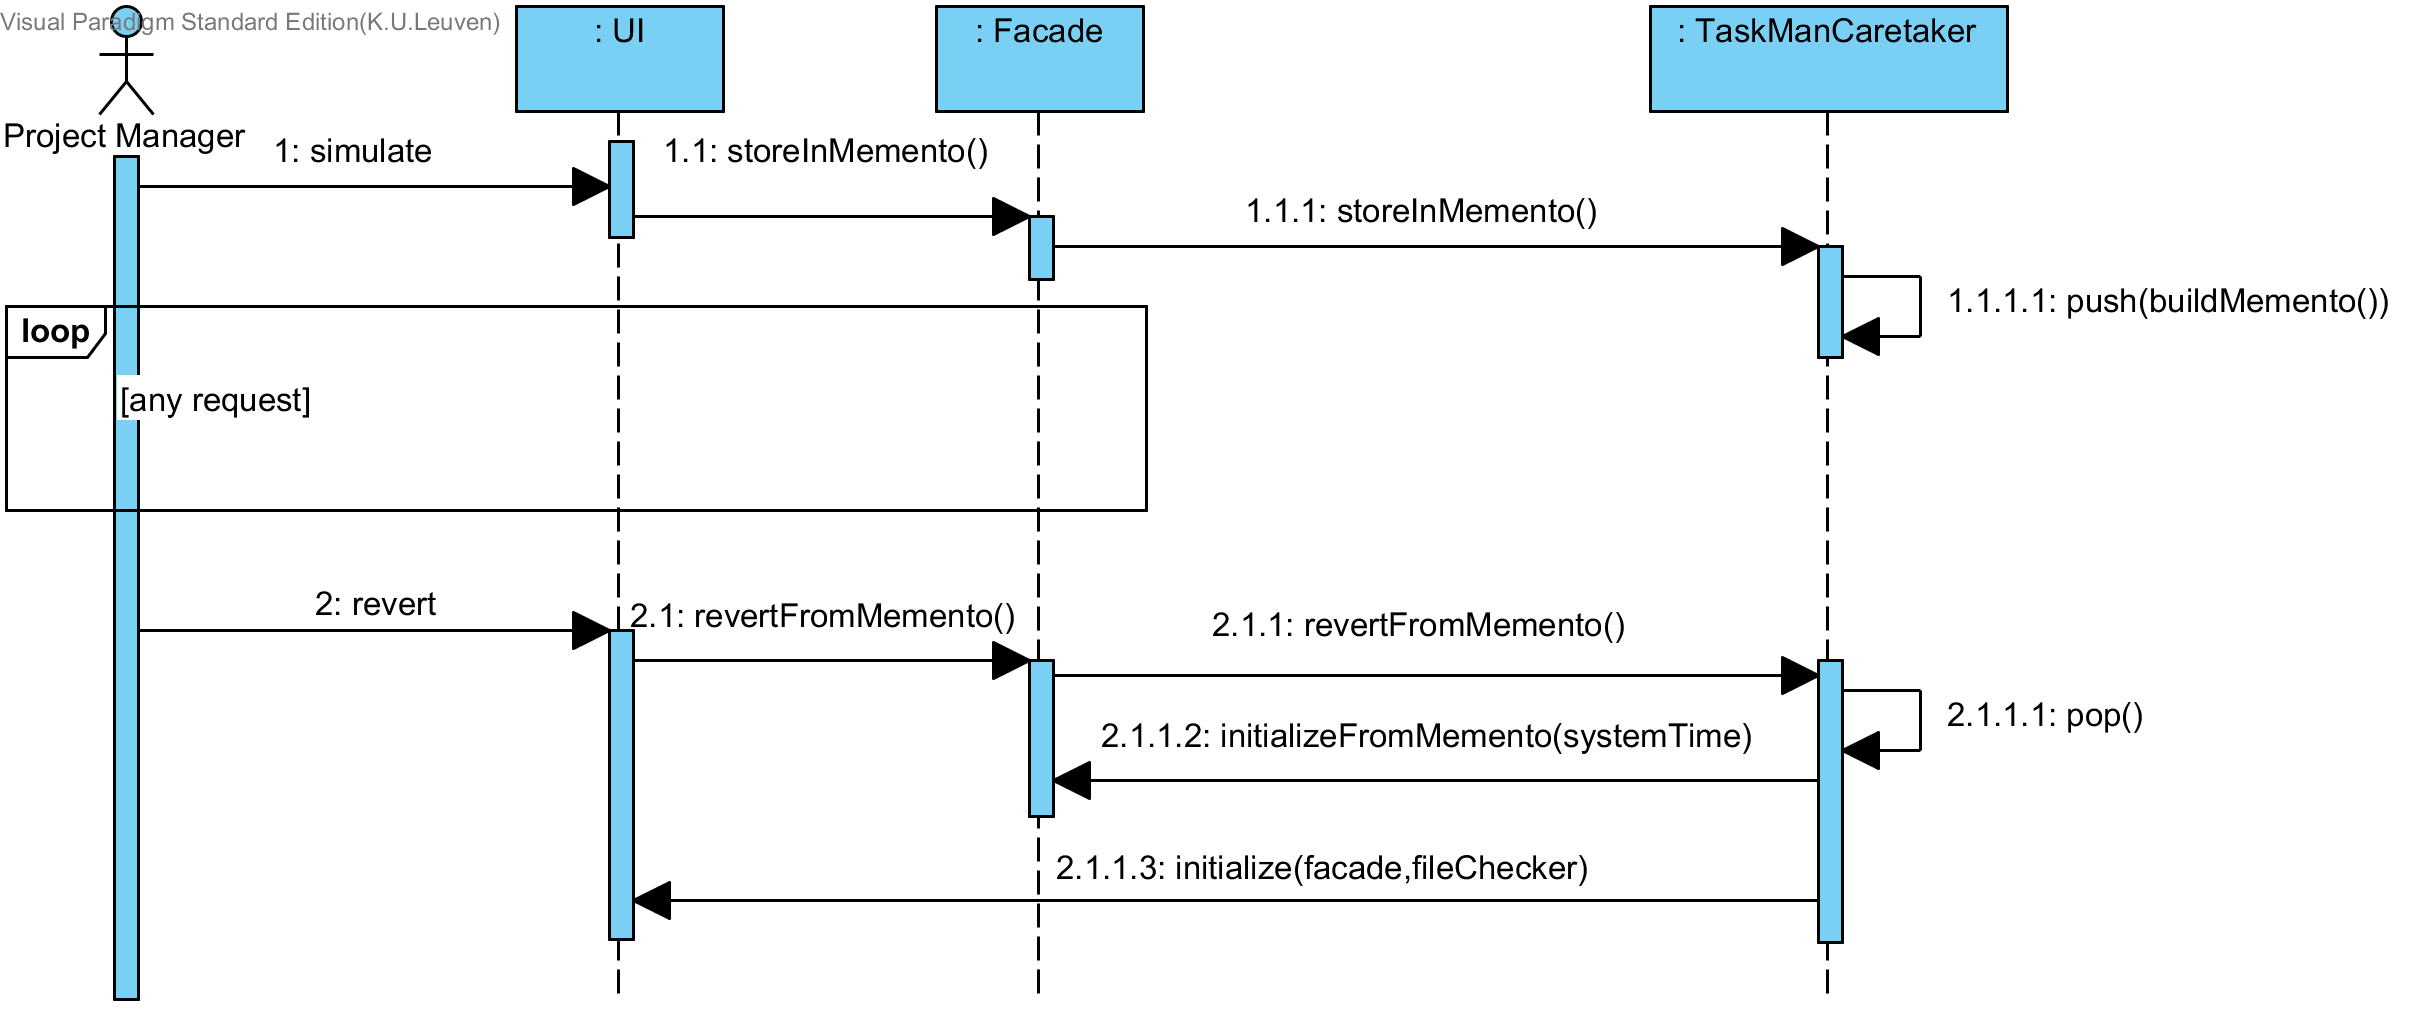 Visual Paradigm Standard Edition(K.U.Leuven)
: UI
: Facade
: TaskManCaretaker
Project Manager
1: simulate
1.1: storeInMemento()
1.1.1: storeInMemento()
1.1.1.1: push(buildMemento())
loop
[any request]
2: revert
2.1: revertFromMemento()
2.1.1: revertFromMemento()
2.1.1.1: pop()
2.1.1.2: initializeFromMemento(systemTime)
2.1.1.3: initialize(facade,fileChecker)